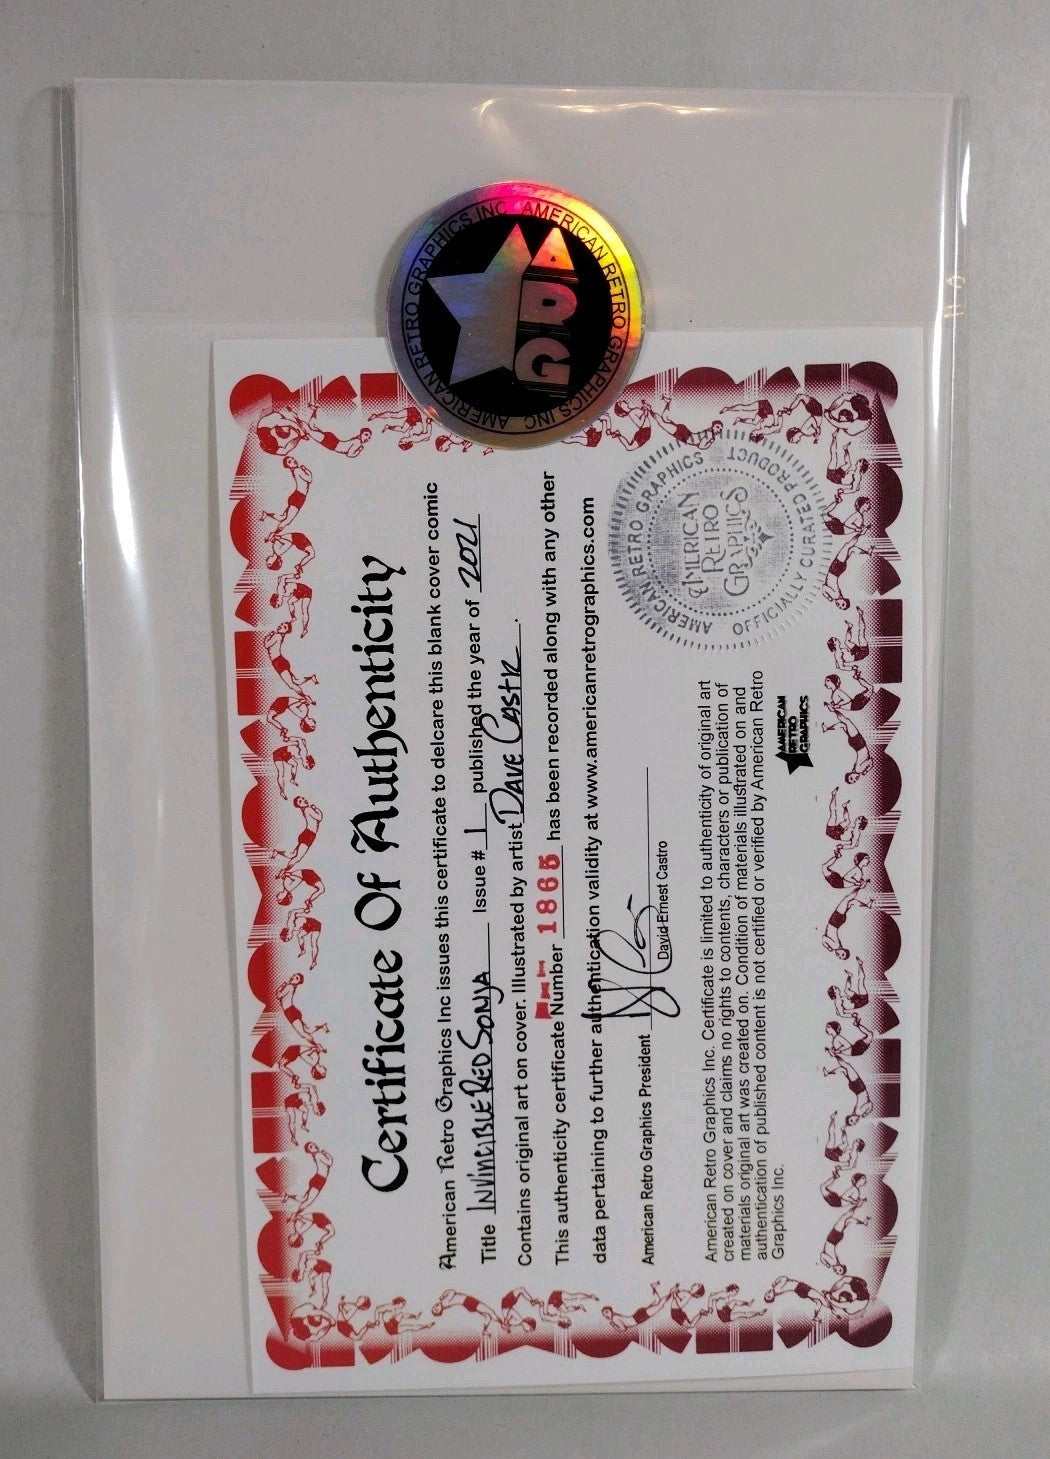 AMERICAN RETRO GRAPHICS INC
AMERICAN RETRO GRAPHICS INC
ARG
Certificate Of Authenticity
American Retro Graphics Inc issues this certificate to delcare this blank cover comic
Title INVINCIBLE RED SONJA Issue # 1 published the year of 2021
Contains original art on cover. Illustrated by artist DAVE CASTR.
This authenticity certificate Number 1865 has been recorded along with any other
data pertaining to further authentication validity at www.americanretrographics.com
American Retro Graphics President
David Ernest Castro
AMERICAN RETRO GRAPHICS
OFFICIALLY CURATED PRODUCT
AMERICAN
RETRO
GRAPHICS
American Retro Graphics Inc. Certificate is limited to authenticity of original art
created on cover and claims no rights to contents, characters or publication of
materials original art was created on. Condition of materials illustrated on and
authentication of published content is not certified or verified by American Retro
Graphics Inc.
AMERICAN
RETRO
GRAPHICS